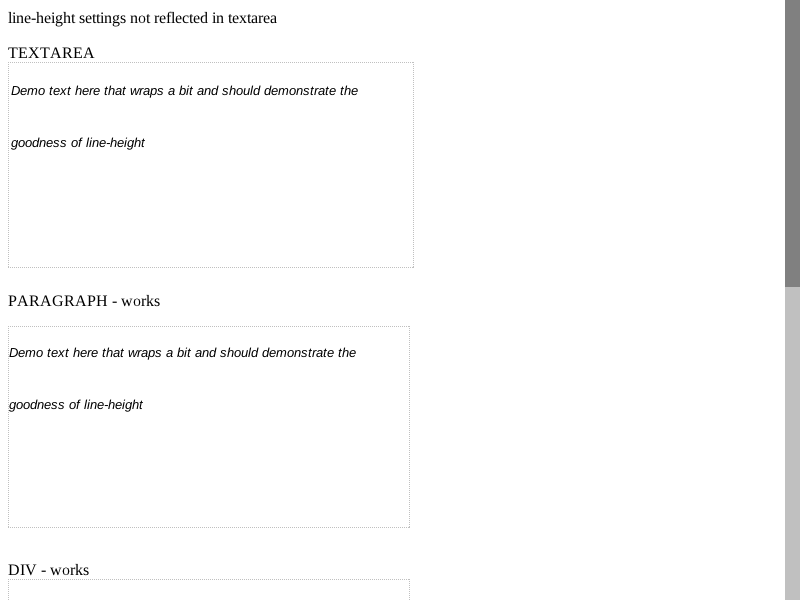 line-height settings not reflected in textarea
TEXTAREA
Demo text here that wraps a bit and should demonstrate the
goodness of line-height
PARAGRAPH - works
Demo text here that wraps a bit and should demonstrate the
goodness of line-height
DIV - works